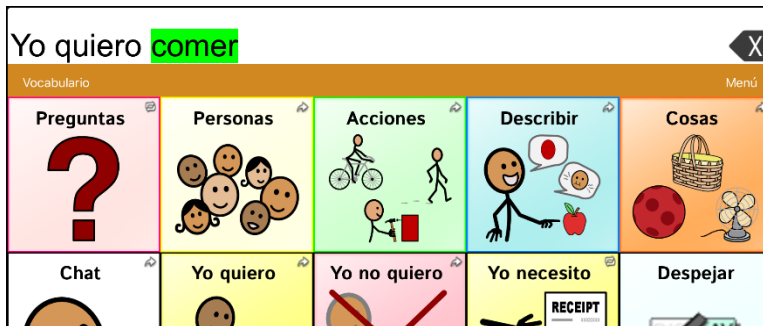 Yo quiero comer
X
Vocabulario Menú
Preguntas Personas Acciones Describir Cosas
Chat Yo quiero Yo no quiero Yo necesito Despejar
RECEIPT